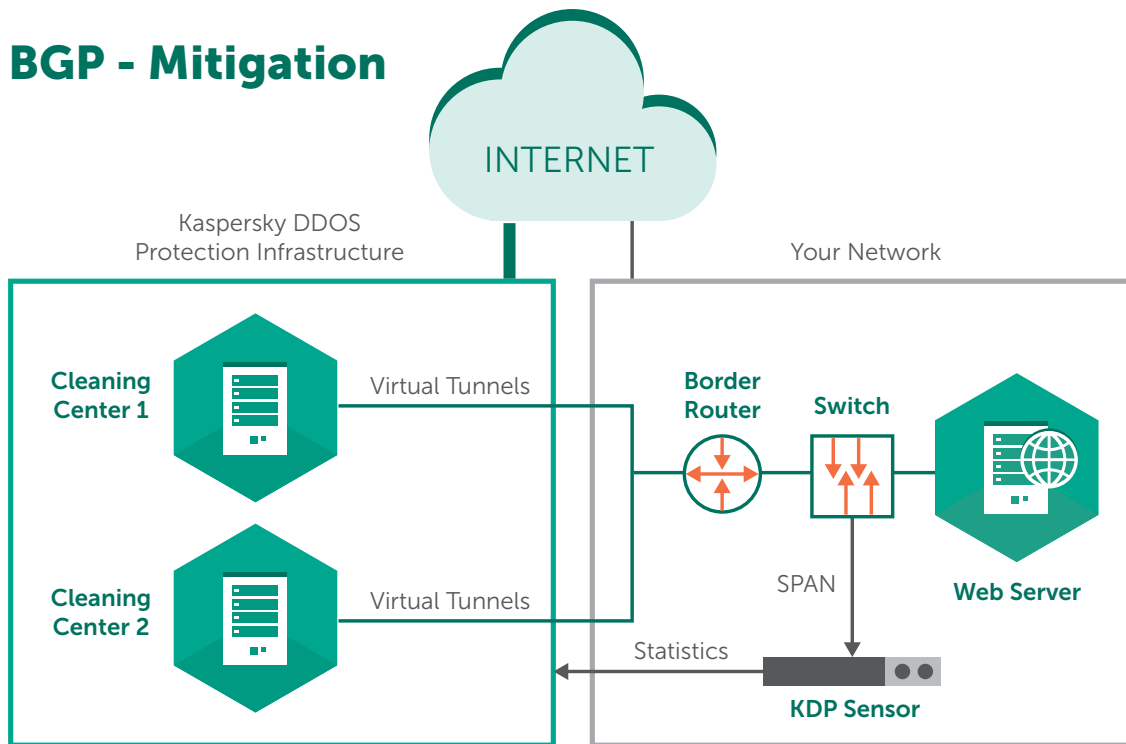 BGP - Mitigation
INTERNET
Kaspersky DDOS
Protection Infrastructure
Your Network
Cleaning
Center 1
Virtual Tunnels
Border
Router
Switch
Cleaning
Center 2
Virtual Tunnels
SPAN
Web Server
Statistics
KDP Sensor